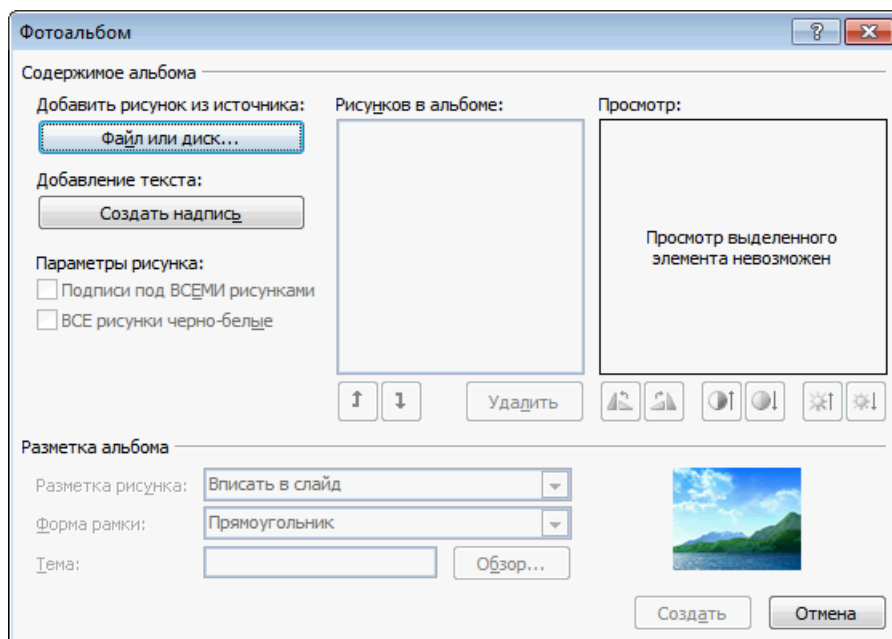 Фотоальбом
Содержимое альбома
Добавить рисунок из источника:
Файл или диск...
Добавление текста:
Создать надпись
Параметры рисунка:
Подписи под ВСЕМИ рисунками
ВСЕ рисунки черно-белые
Рисунков в альбоме:
Удалить
Просмотр:
Просмотр выделенного
элемента невозможен
Разметка альбома
Разметка рисунка: Вписать в слайд
Форма рамки: Прямоугольник
Тема: Обзор...
Создать Отмена